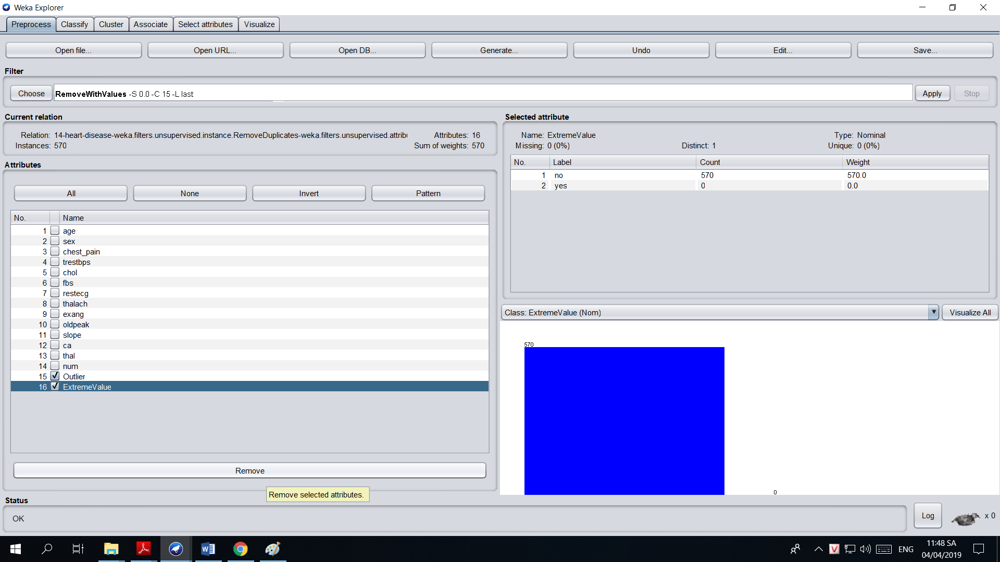 Weka Explorer
Preprocess Classify Cluster Associate Select attributes Visualize
Open file... Open URL... Open DB... Generate... Undo Edit... Save...
Filter
Choose RemoveWithValues -S 0.0 -C 15 -L last Apply Stop
Current relation
Relation: 14-heart-disease-weka.filters.unsupervised.instance.RemoveDuplicates-weka.filters.unsupervised.attribu Attributes: 16
Instances: 570 Sum of weights: 570
Attributes
All None Invert Pattern
No. Name
1 age
2 sex
3 chest_pain
4 trestbps
5 chol
6 fbs
7 restecg
8 thalach
9 exang
10 oldpeak
11 slope
12 ca
13 thal
14 num
15 Outlier
16 ExtremeValue
Remove
Remove selected attributes.
Selected attribute
Name: ExtremeValue Type: Nominal
Missing: 0 (0%) Distinct: 1 Unique: 0 (0%)
No. Label Count Weight
1 no 570 570.0
2 yes 0 0.0
Class: ExtremeValue (Nom) Visualize All
570
0
Status
OK
Log x 0
ENG
11:48 SA
04/04/2019